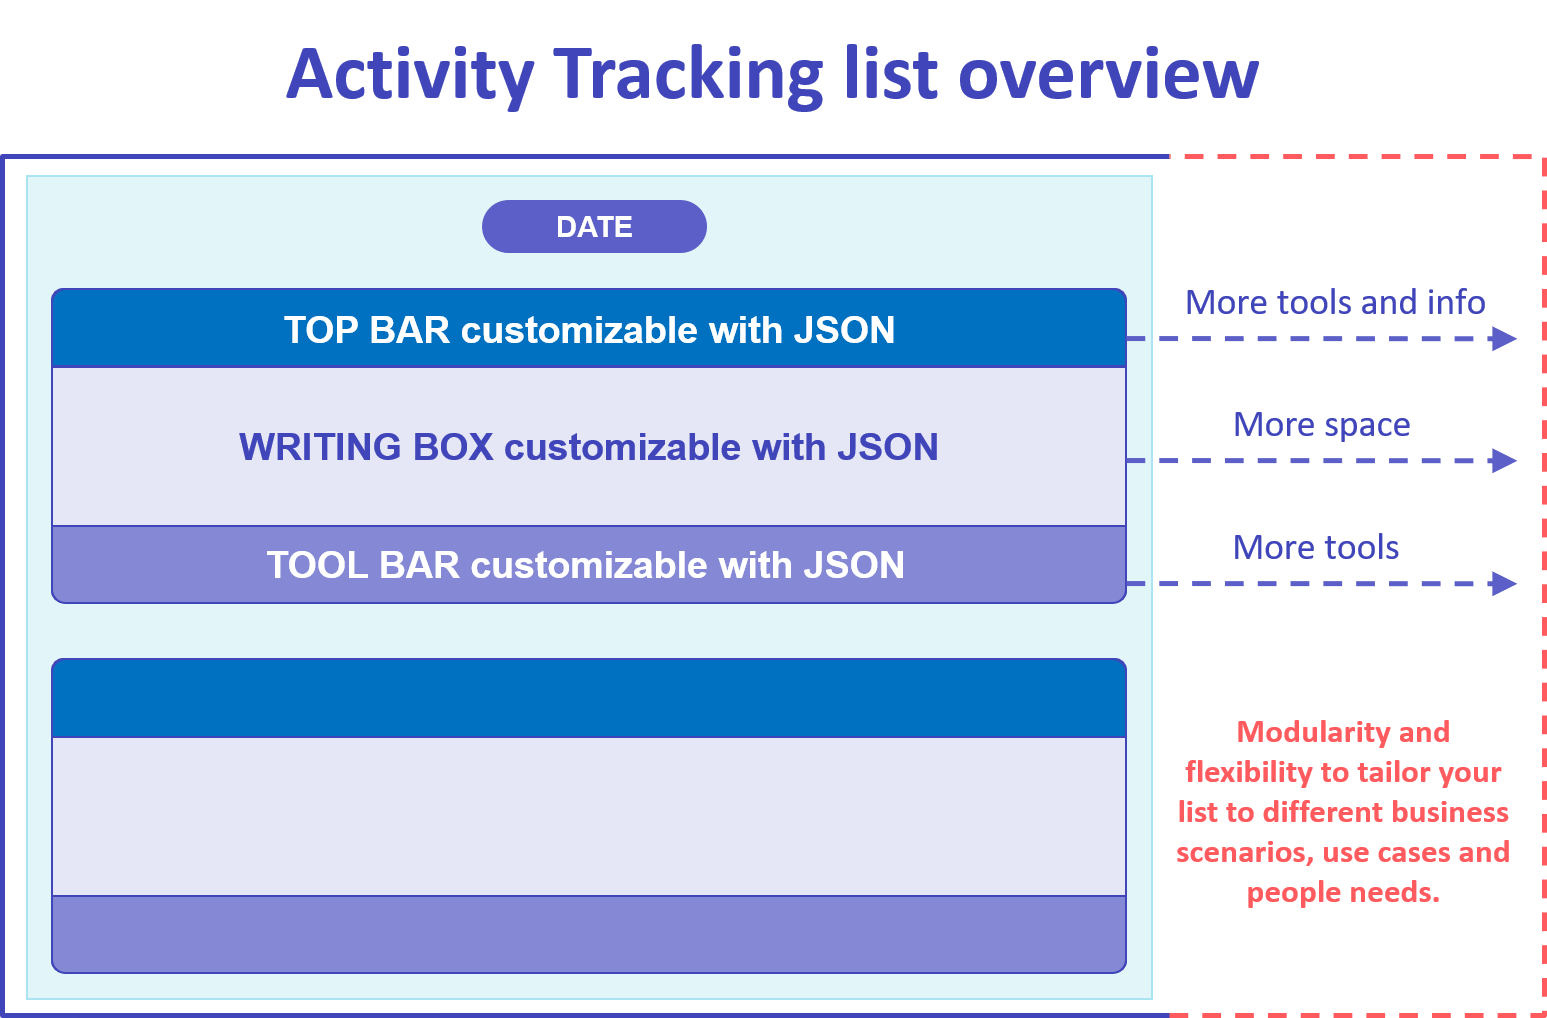 Activity Tracking list overview
DATE
TOP BAR customizable with JSON
More tools and info
WRITING BOX customizable with JSON
More space
TOOL BAR customizable with JSON
More tools
Modularity and
flexibility to tailor your
list to different business
scenarios, use cases and
people needs.